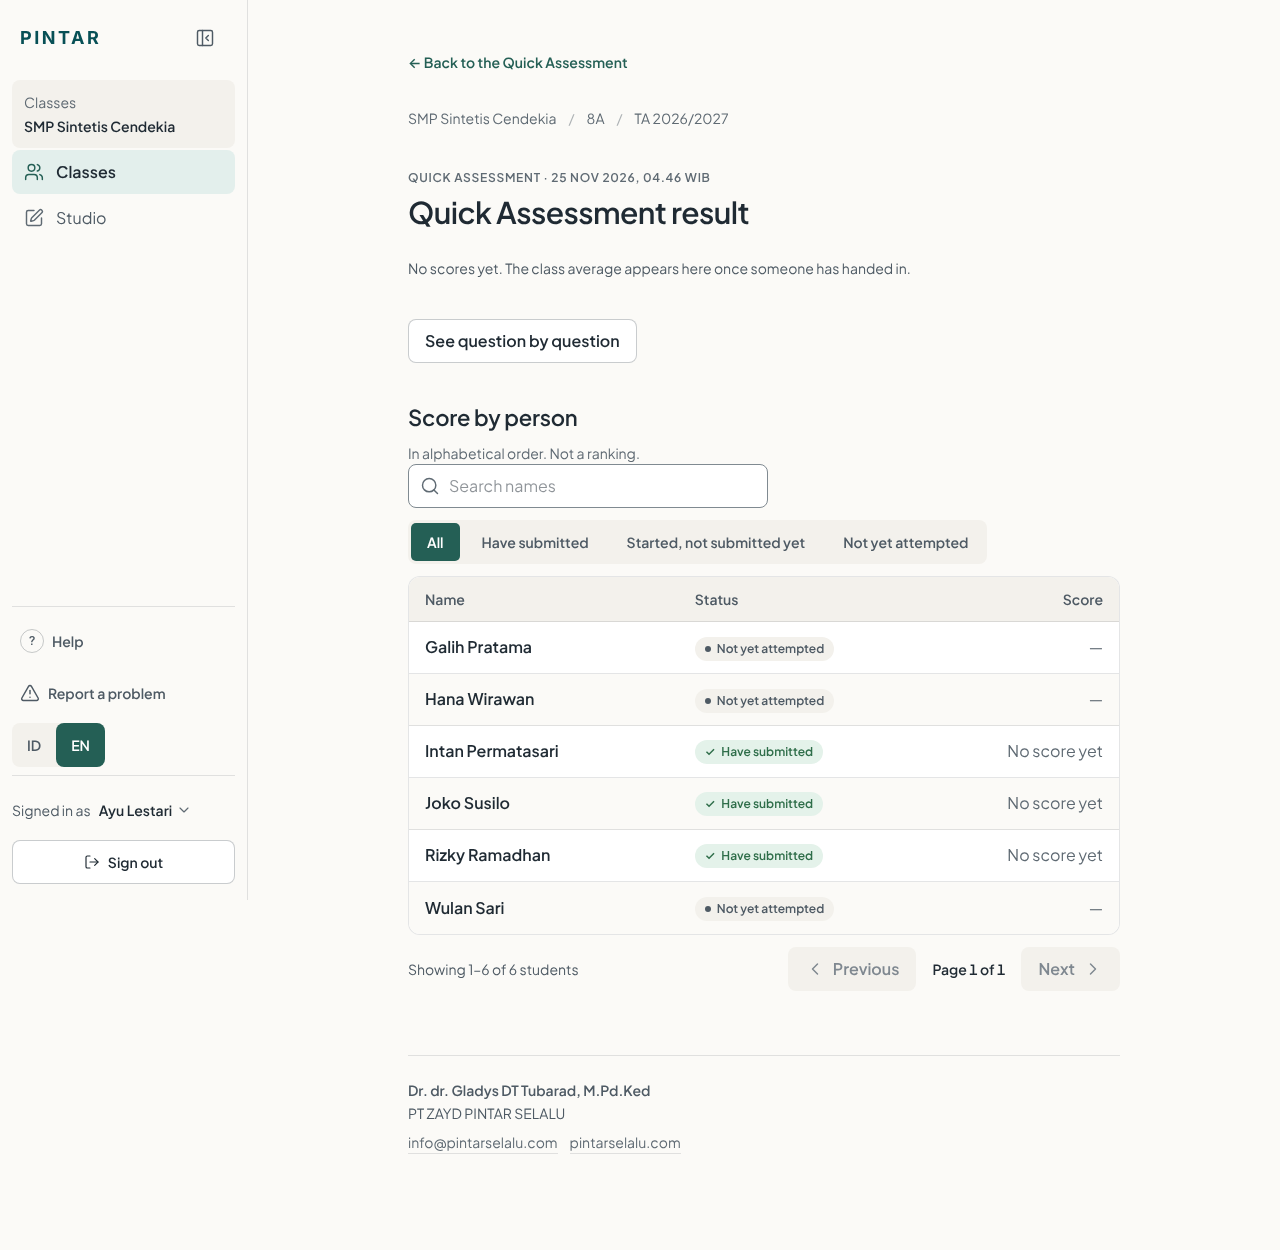 PINTAR
Classes
SMP Sintetis Cendekia
Classes
Studio
? Help
Report a problem
ID EN
Signed in as Ayu Lestari
Sign out
← Back to the Quick Assessment
SMP Sintetis Cendekia / 8A / TA 2026/2027
QUICK ASSESSMENT · 25 NOV 2026, 04.46 WIB
Quick Assessment result
No scores yet. The class average appears here once someone has handed in.
See question by question
Score by person
In alphabetical order. Not a ranking.
Search names
All Have submitted Started, not submitted yet Not yet attempted
Name Status Score
Galih Pratama Not yet attempted —
Hana Wirawan Not yet attempted —
Intan Permatasari Have submitted No score yet
Joko Susilo Have submitted No score yet
Rizky Ramadhan Have submitted No score yet
Wulan Sari Not yet attempted —
Showing 1–6 of 6 students Previous Page 1 of 1 Next
Dr. dr. Gladys DT Tubarad, M.Pd.Ked
PT ZAYD PINTAR SELALU
info@pintarselalu.com pintarselalu.com